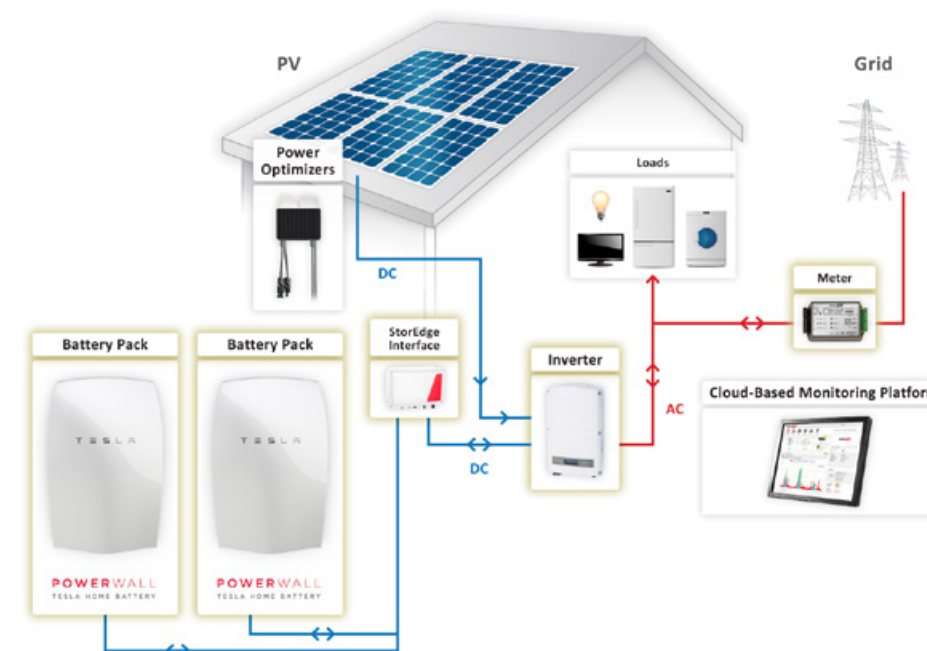 PV
Grid
Power
Optimizers
Loads
DC
Meter
StorEdge
Interface
Battery Pack
Battery Pack
Inverter
AC
Cloud-Based Monitoring Platform
DC
TESLA
TESLA
POWERWALL
TESLA HOME BATTERY
POWERWALL
TESLA HOME BATTERY